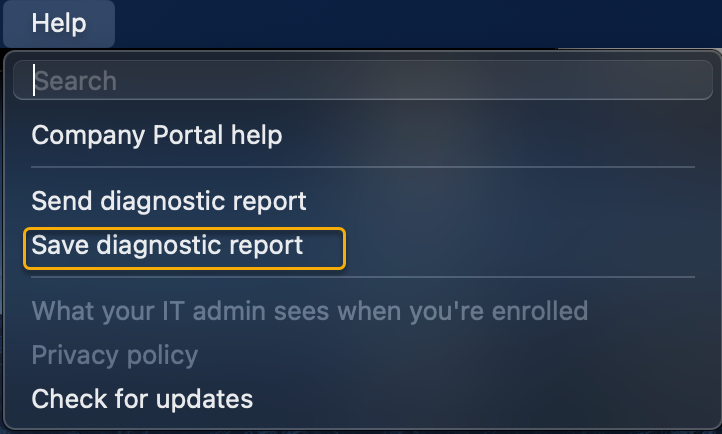 Help
Search
Company Portal help
Send diagnostic report
Save diagnostic report
What your IT admin sees when you're enrolled
Privacy policy
Check for updates